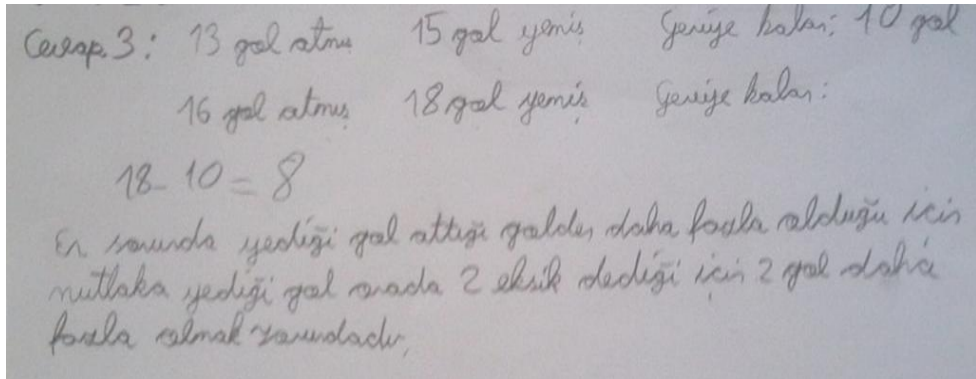 Cevap.3: 13 gol atmış 15 gol yemiş Geriye kalan: 10 gol
16 gol atmış 18 gol yemiş Geriye kalan:
18-10=8
En sonunda yediği gol attığı golden daha fazla olduğu için
mutlaka yediği gol orada 2 eksik dediği için 2 gol daha
fazla olmak zorundadır.